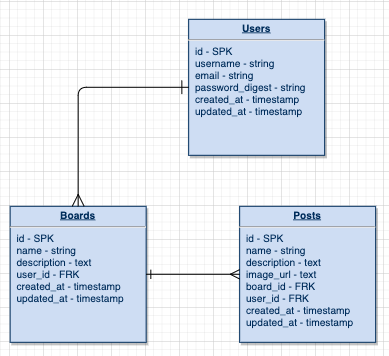 Users
id - SPK
username - string
email - string
password_digest - string
created_at - timestamp
updated_at - timestamp
Boards
id - SPK
name - string
description - text
user_id - FRK
created_at - timestamp
updated_at - timestamp
Posts
id - SPK
name - string
description - text
image_url - text
board_id - FRK
user_id - FRK
created_at - timestamp
updated_at - timestamp